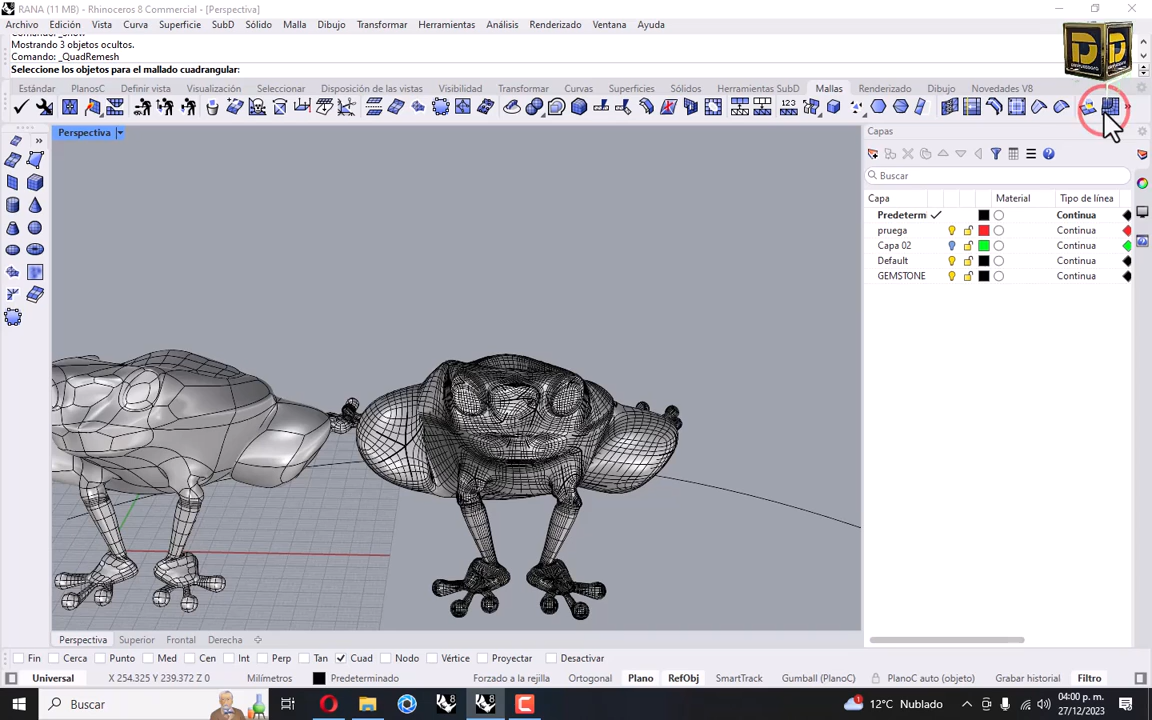 RANA (11 MB) - Rhinoceros 8 Commercial - [Perspectiva]
Archivo Edición Vista Curva Superficie SubD Sólido Malla Dibujo Transformar Herramientas Análisis Renderizado Ventana Ayuda
Mostrando 3 objetos ocultos.
Comando: _QuadRemesh
Seleccione los objetos para el mallado cuadrangular:
Estándar PlanosC Definir vista Visualización Seleccionar Disposición de las vistas Visibilidad Transformar Curvas Superficies Sólidos Herramientas SubD Mallas Renderizado Dibujo Novedades V8
Perspectiva
Capas
Buscar
Capa Material Tipo de línea
Predeterm Continua
pruega Continua
Capa 02 Continua
Default Continua
GEMSTONE Continua
Perspectiva Superior Frontal Derecha
Fin Cerca Punto Med Cen Int Perp Tan Cuad Nodo Vértice Proyectar Desactivar
Universal X 254.325 Y 239.372 Z 0 Milímetros Predeterminado Forzado a la rejilla Ortogonal Plano RefObj SmartTrack Gumball (PlanoC) PlanoC auto (objeto) Grabar historial Filtro
Buscar 12°C Nublado 04:00 p. m.
27/12/2023